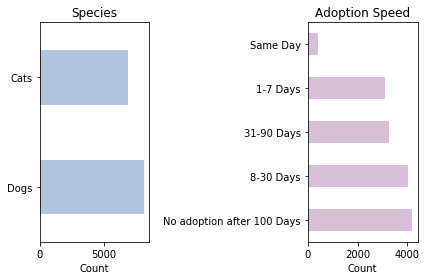 Species
Cats
Dogs
0
5000
Count
Adoption Speed
Same Day
1-7 Days
31-90 Days
8-30 Days
No adoption after 100 Days
0
2000
4000
Count